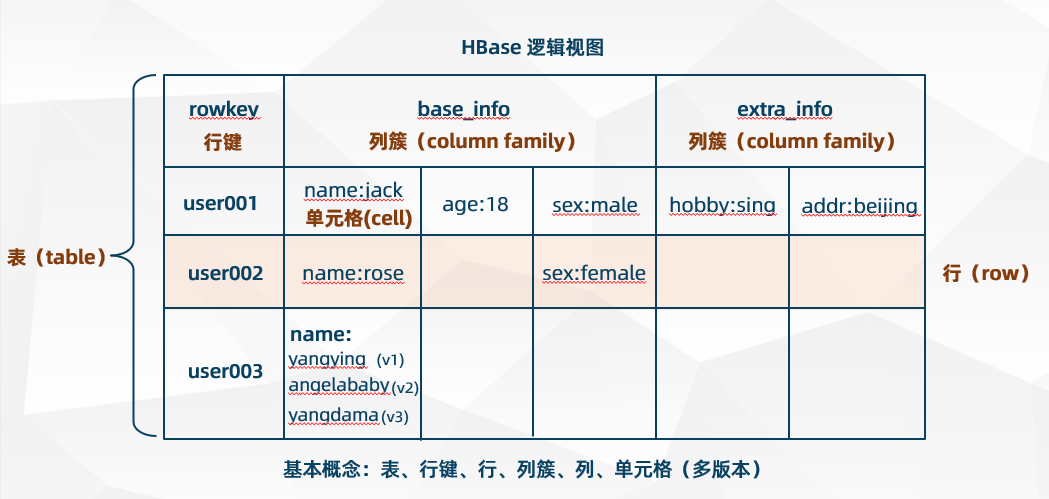 HBase 逻辑视图
rowkey
行键
base_info
列簇（column family）
extra_info
列簇（column family）
user001
name:jack
单元格(cell)
age:18
sex:male
hobby:sing
addr:beijing
表（table）
user002
name:rose
sex:female
行（row）
user003
name:
yangying (v1)
angelababy(v2)
yangdama(v3)
基本概念：表、行键、行、列簇、列、单元格（多版本）